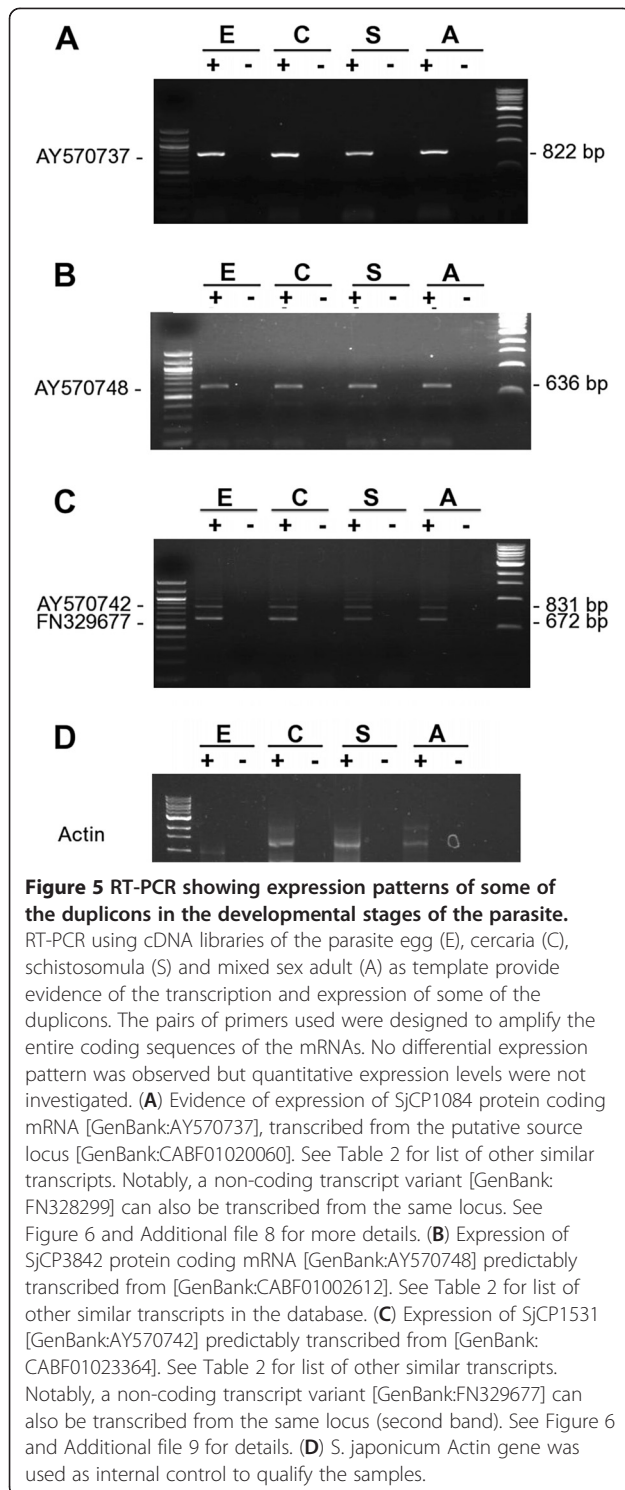 A
E C S A
+ - + - + - + -
AY570737 - - 822 bp
B
E C S A
+ - + - + - + -
AY570748 - - 636 bp
C
E C S A
+ - + - + - + -
AY570742 - - 831 bp
FN329677 - - 672 bp
D
E C S A
+ - + - + - + -
Actin
Figure 5 RT-PCR showing expression patterns of some of
the duplicons in the developmental stages of the parasite.
RT-PCR using cDNA libraries of the parasite egg (E), cercaria (C),
schistosomula (S) and mixed sex adult (A) as template provide
evidence of the transcription and expression of some of the
duplicons. The pairs of primers used were designed to amplify the
entire coding sequences of the mRNAs. No differential expression
pattern was observed but quantitative expression levels were not
investigated. (A) Evidence of expression of SjCP1084 protein coding
mRNA [GenBank:AY570737], transcribed from the putative source
locus [GenBank:CABF01020060]. See Table 2 for list of other similar
transcripts. Notably, a non-coding transcript variant [GenBank:
FN328299] can also be transcribed from the same locus. See
Figure 6 and Additional file 8 for more details. (B) Expression of
SjCP3842 protein coding mRNA [GenBank:AY570748] predictably
transcribed from [GenBank:CABF01002612]. See Table 2 for list of
other similar transcripts in the database. (C) Expression of SjCP1531
[GenBank:AY570742] predictably transcribed from [GenBank:
CABF01023364]. See Table 2 for list of other similar transcripts.
Notably, a non-coding transcript variant [GenBank:FN329677] can
also be transcribed from the same locus (second band). See Figure 6
and Additional file 9 for details. (D) S. japonicum Actin gene was
used as internal control to qualify the samples.